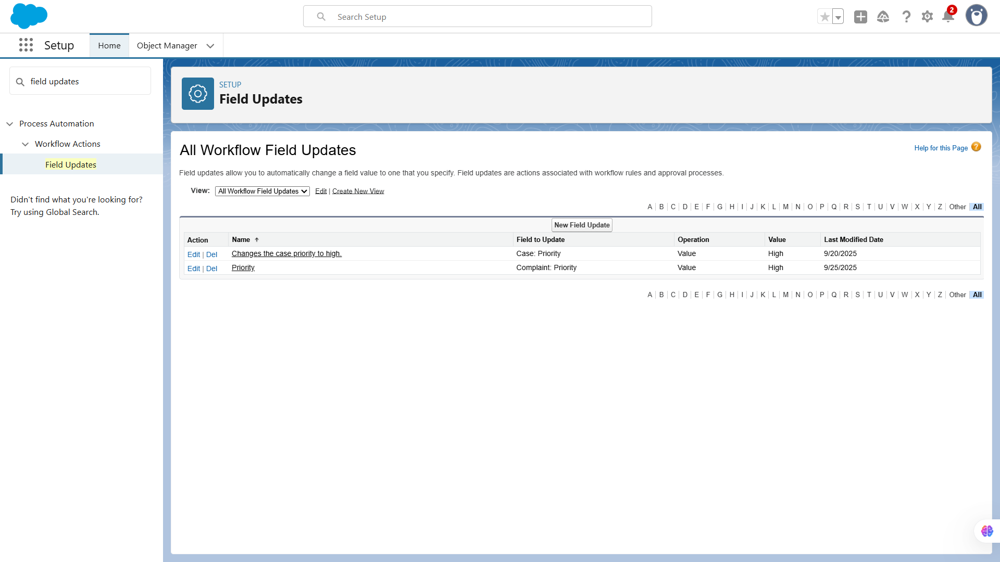 Search Setup
2
Setup
Home
Object Manager
field updates
Process Automation
Workflow Actions
Field Updates
Didn't find what you're looking for?
Try using Global Search.
SETUP
Field Updates
All Workflow Field Updates
Help for this Page ?
Field updates allow you to automatically change a field value to one that you specify. Field updates are actions associated with workflow rules and approval processes.
View: All Workflow Field Updates Edit | Create New View
A | B | C | D | E | F | G | H | I | J | K | L | M | N | O | P | Q | R | S | T | U | V | W | X | Y | Z | Other | All
New Field Update
Action Name Field to Update Operation Value Last Modified Date
Edit | Del Changes the case priority to high. Case: Priority Value High 9/20/2025
Edit | Del Priority Complaint: Priority Value High 9/25/2025
A | B | C | D | E | F | G | H | I | J | K | L | M | N | O | P | Q | R | S | T | U | V | W | X | Y | Z | Other | All